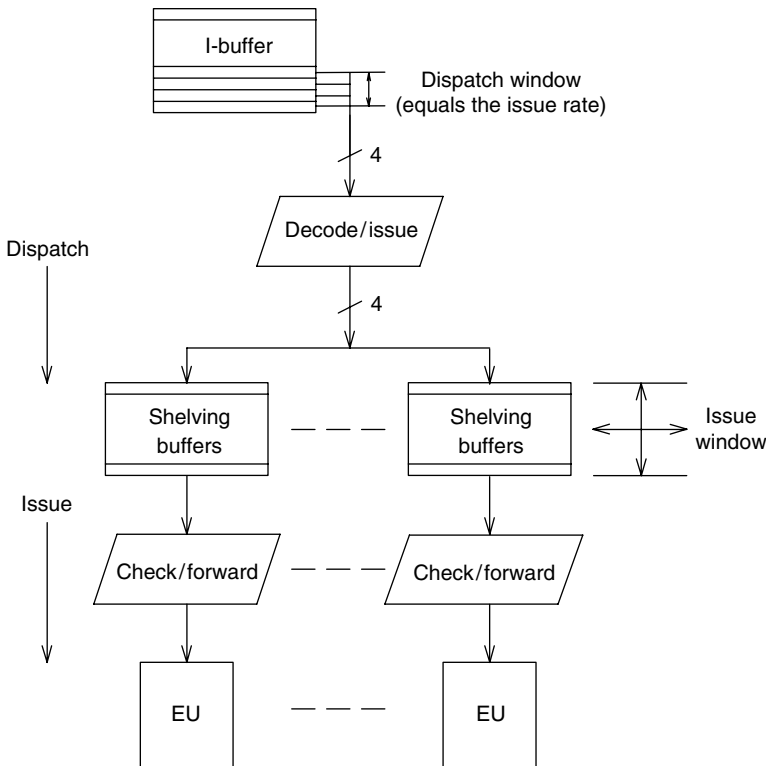 I-buffer
Dispatch window
(equals the issue rate)
4
Decode/issue
Dispatch
4
Shelving
buffers
Shelving
buffers
Issue
window
Issue
Check/forward
Check/forward
EU
EU